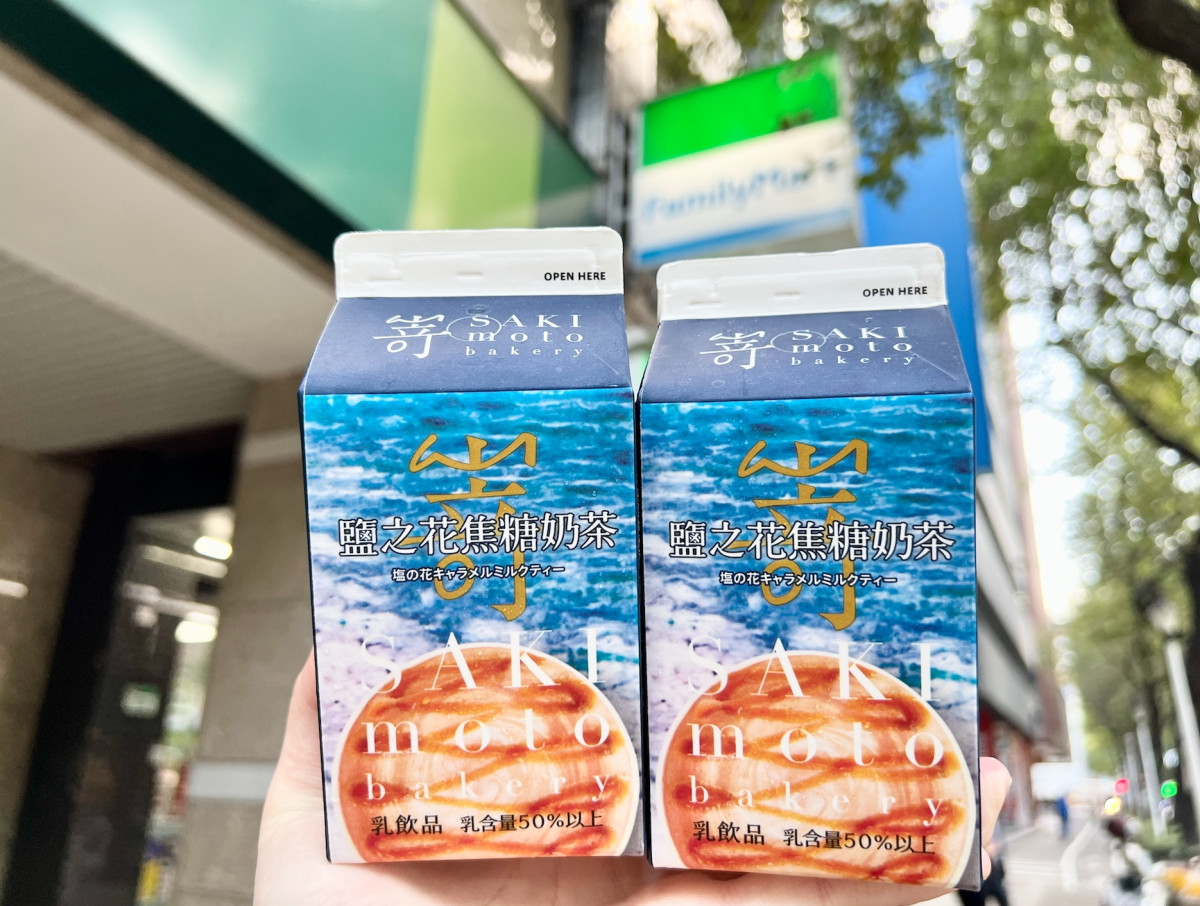 FamilyMart
OPEN HERE
嵜 SAKI
moto
bakery
嵜
鹽之花焦糖奶茶
塩の花キャラメルミルクティー
SAKI
moto
bakery
乳飲品 乳含量50%以上
OPEN HERE
嵜 SAKI
moto
bakery
嵜
鹽之花焦糖奶茶
塩の花キャラメルミルクティー
SAKI
moto
bakery
乳飲品 乳含量50%以上